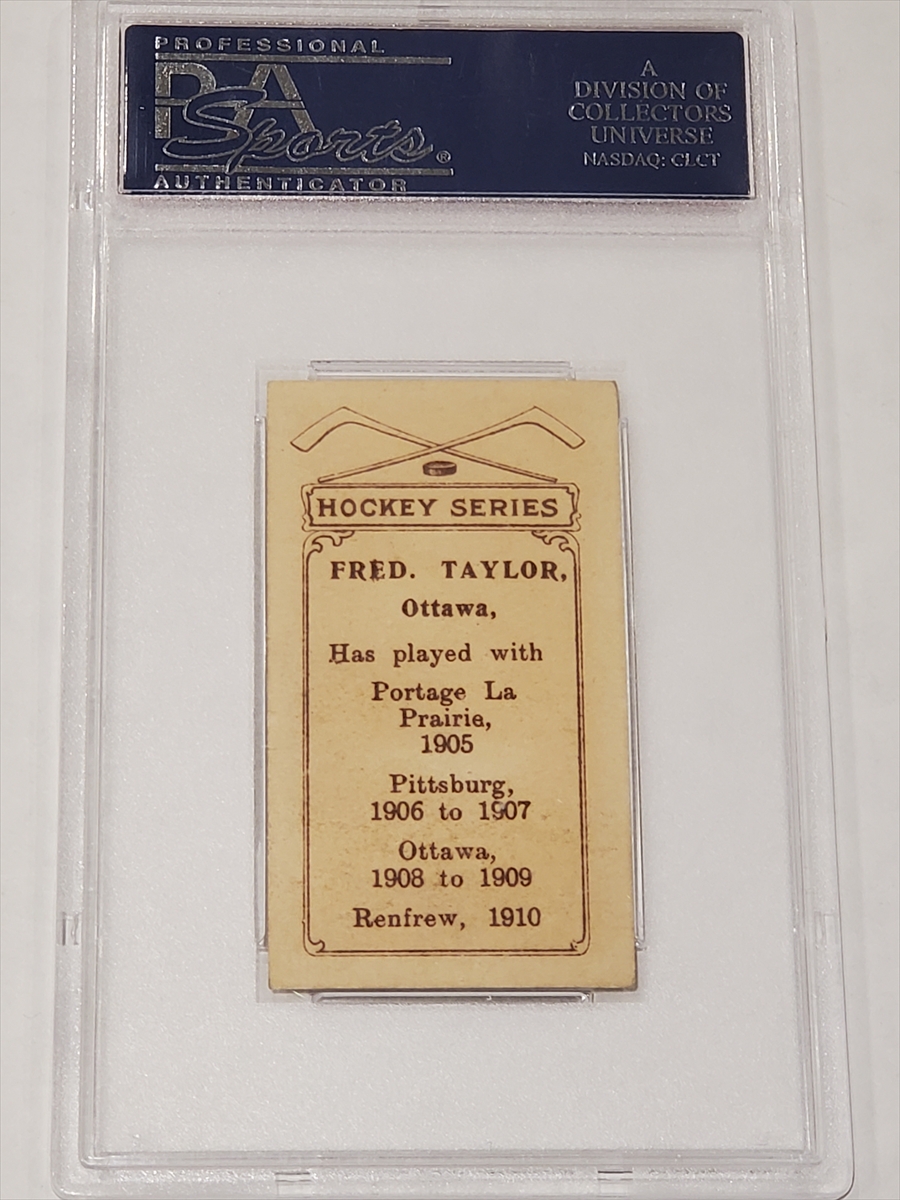 PROFESSIONAL
PSA
Sports®
AUTHENTICATOR
A
DIVISION OF
COLLECTORS
UNIVERSE
NASDAQ: CLCT
HOCKEY SERIES
FRED. TAYLOR,
Ottawa,
Has played with
Portage La
Prairie,
1905
Pittsburg,
1906 to 1907
Ottawa,
1908 to 1909
Renfrew, 1910